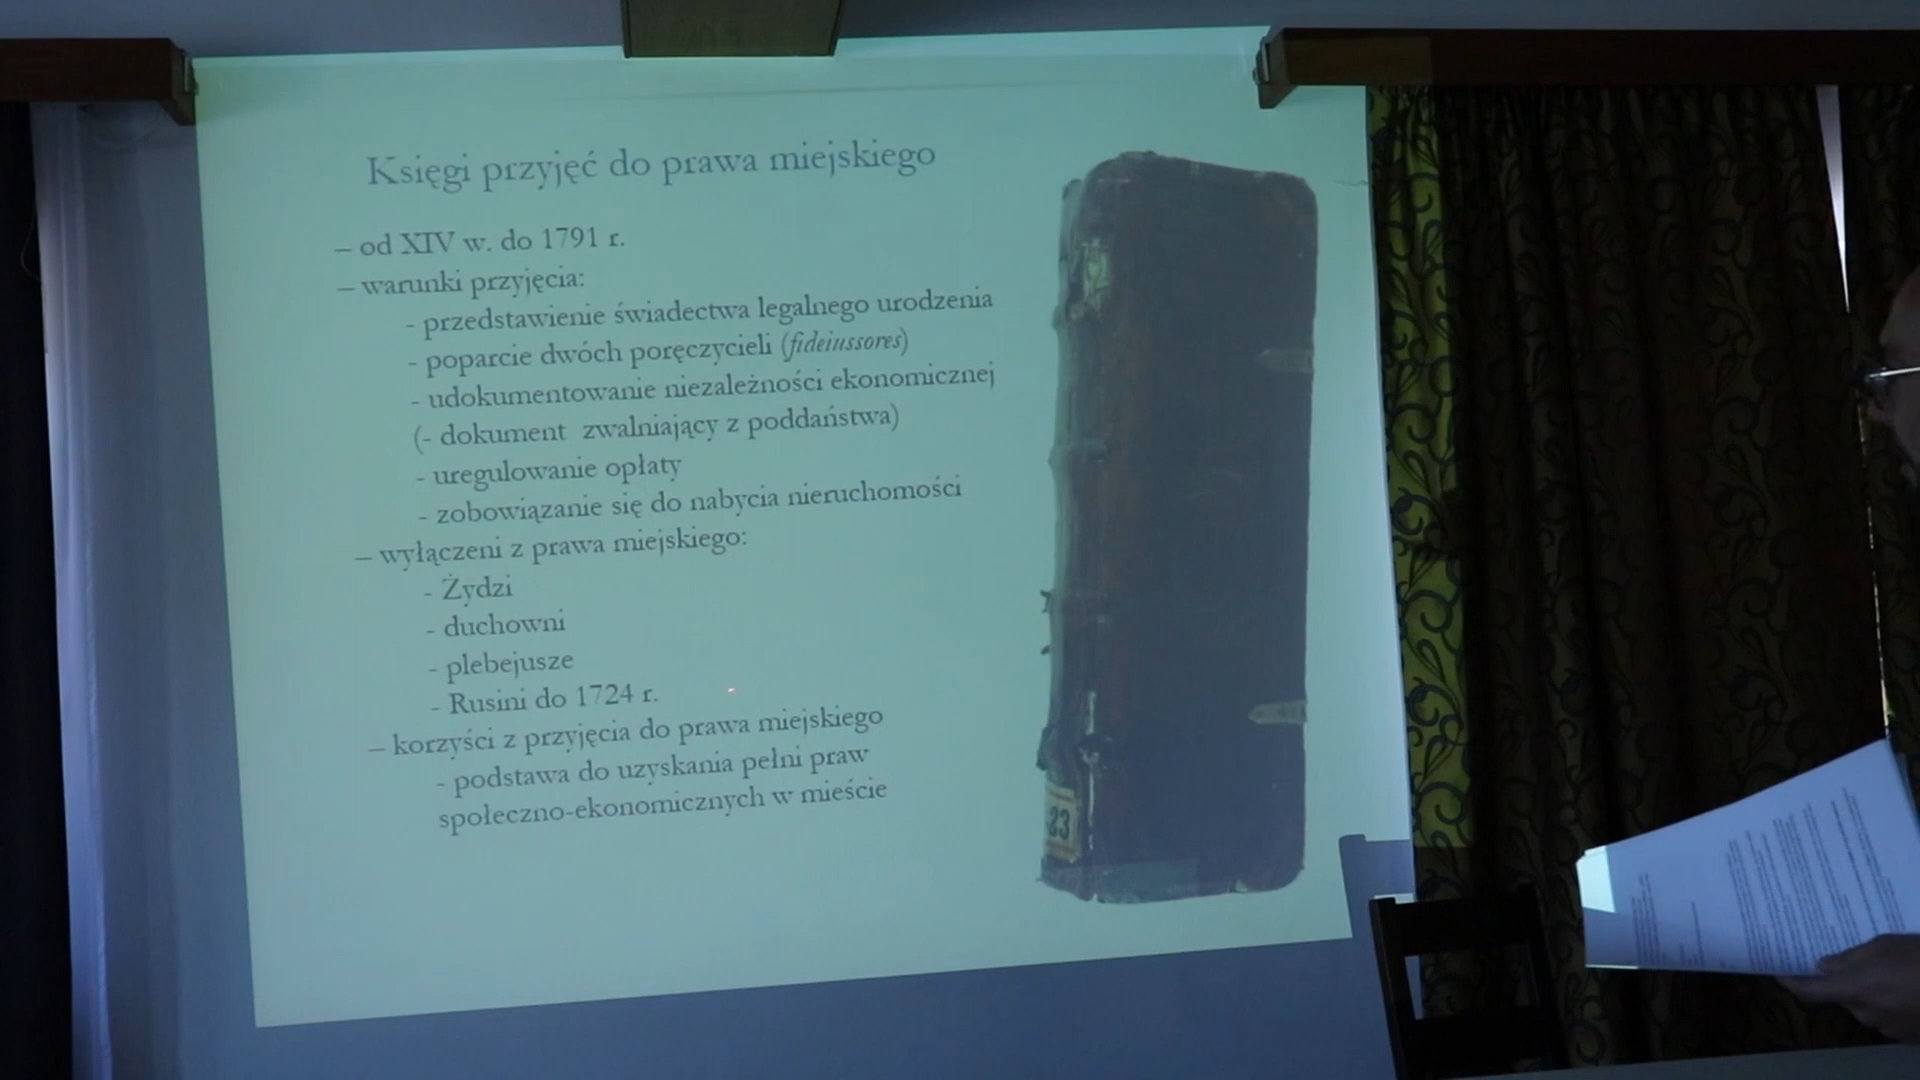 Księgi przyjęć do prawa miejskiego
– od XIV w. do 1791 r.
– warunki przyjęcia:
- przedstawienie świadectwa legalnego urodzenia
- poparcie dwóch poręczycieli (fideiussores)
- udokumentowanie niezależności ekonomicznej
(- dokument zwalniający z poddaństwa)
- uregulowanie opłaty
- zobowiązanie się do nabycia nieruchomości
– wyłączeni z prawa miejskiego:
- Żydzi
- duchowni
- plebejusze
- Rusini do 1724 r.
– korzyści z przyjęcia do prawa miejskiego
- podstawa do uzyskania pełni praw
społeczno-ekonomicznych w mieście
23